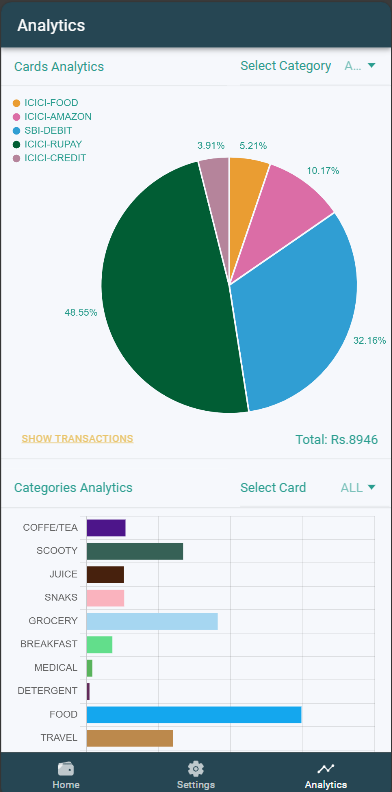 Analytics
Cards Analytics Select Category A...
ICICI-FOOD
ICICI-AMAZON
SBI-DEBIT
ICICI-RUPAY
ICICI-CREDIT
3.91% 5.21%
10.17%
48.55%
32.16%
SHOW TRANSACTIONS Total: Rs.8946
Categories Analytics Select Card ALL
COFFE/TEA
SCOOTY
JUICE
SNAKS
GROCERY
BREAKFAST
MEDICAL
DETERGENT
FOOD
TRAVEL
Home Settings Analytics